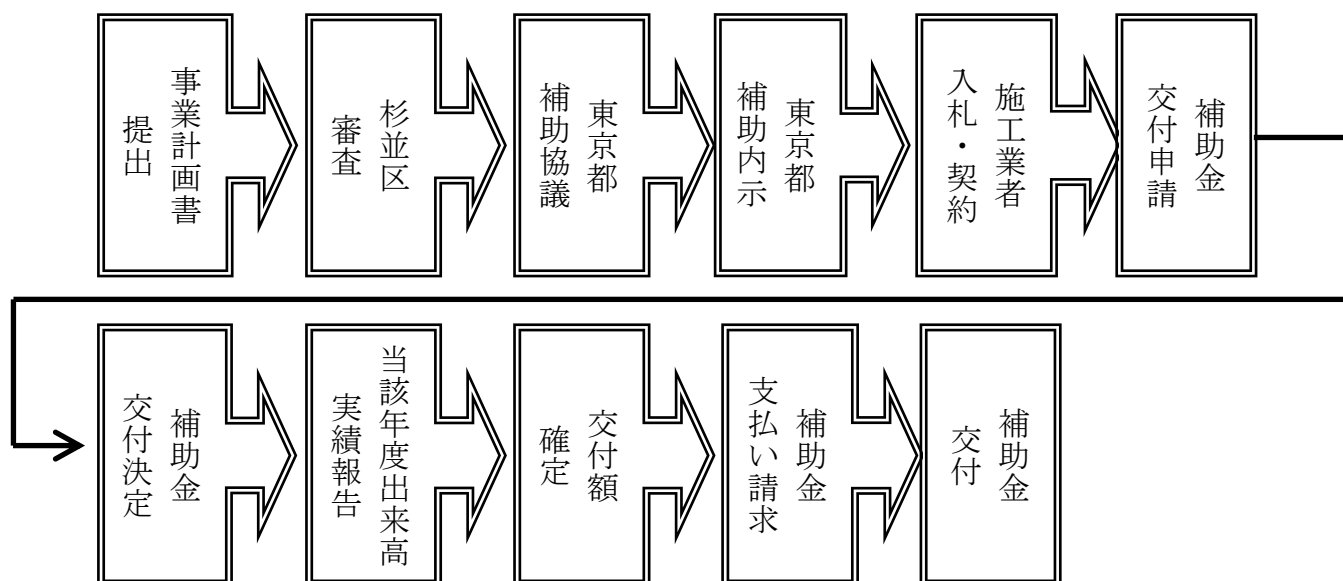 事業計画書
提出
杉並区
審査
東京都
補助協議
東京都
補助内示
施工業者
入札・契約
補助金
交付申請
補助金
交付決定
当該年度出来高
実績報告
交付額
確定
補助金
支払い請求
補助金
交付